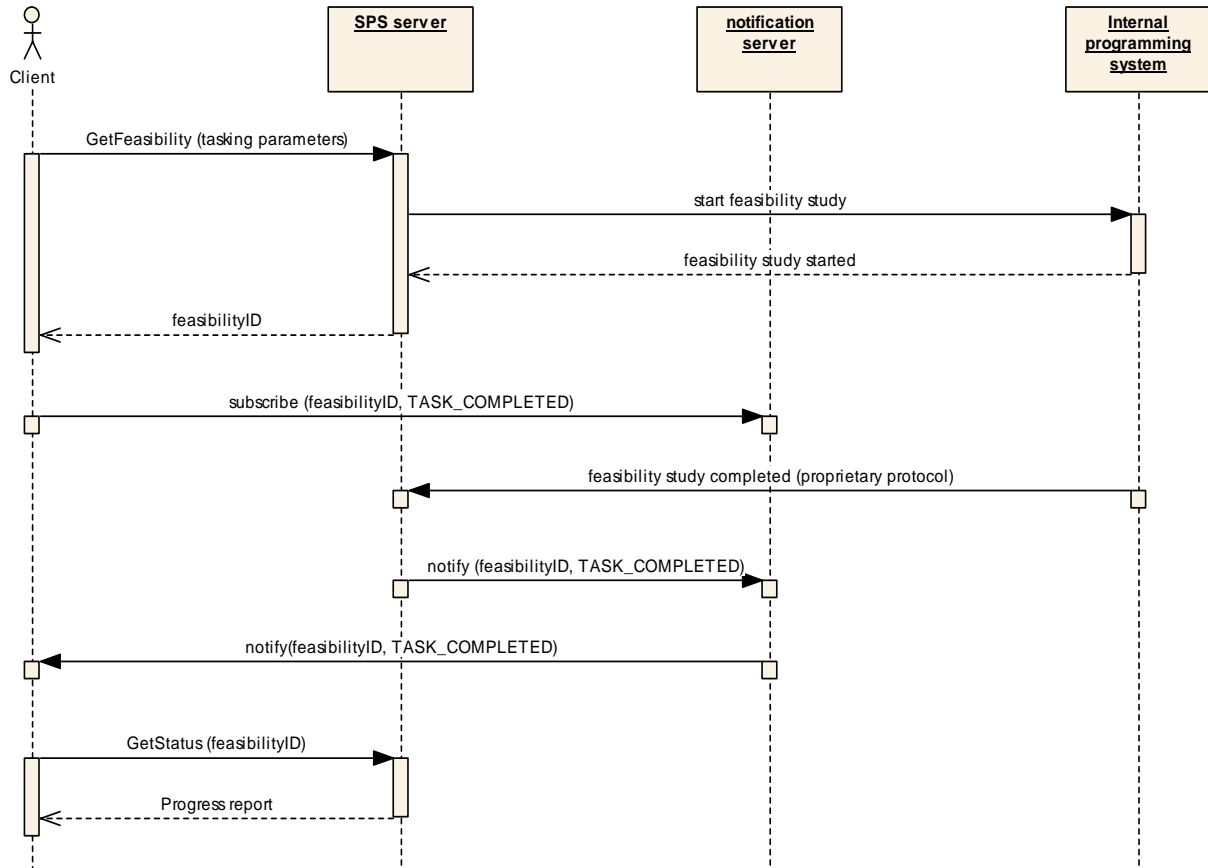 SPS server
notification
server
Internal
programming
system
Client
GetFeasibility (tasking parameters)
start feasibility study
feasibility study started
feasibilityID
subscribe (feasibilityID, TASK_COMPLETED)
feasibility study completed (proprietary protocol)
notify (feasibilityID, TASK_COMPLETED)
notify(feasibilityID, TASK_COMPLETED)
GetStatus (feasibilityID)
Progress report